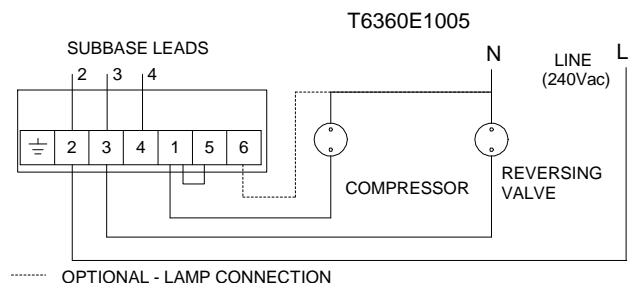 T6360E1005
SUBBASE LEADS
2 3 4
N
LINE
(240Vac)
L
2 3 4 1 5 6
COMPRESSOR
REVERSING
VALVE
OPTIONAL - LAMP CONNECTION